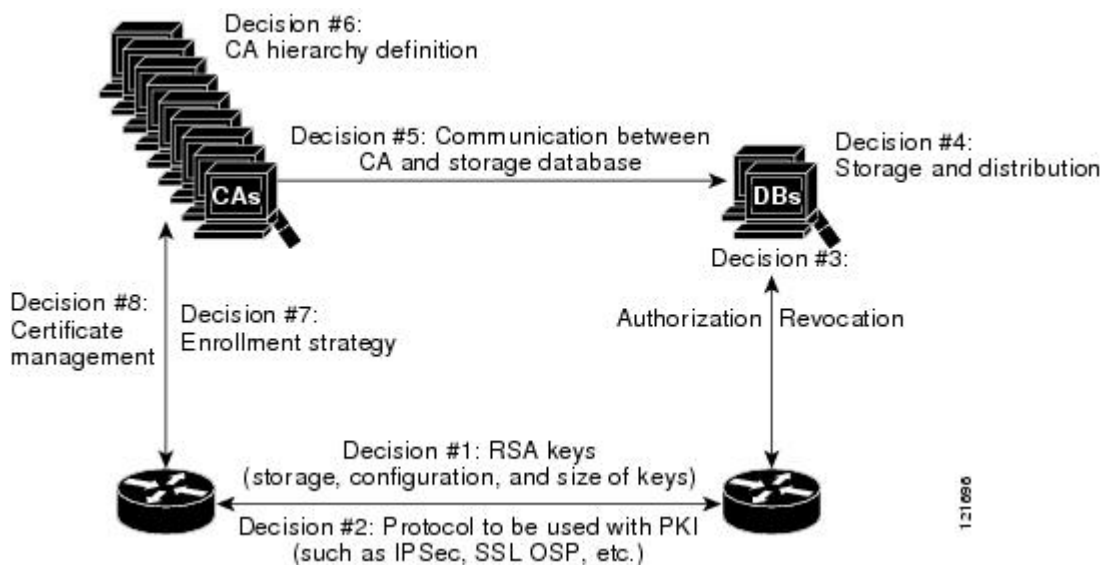 Decision #6:
CA hierarchy definition
Decision #5: Communication between
CA and storage database
Decision #4:
Storage and distribution
CAs
DBs
Decision #3:
Authorization
Revocation
Decision #8:
Certificate
management
Decision #7:
Enrollment strategy
Decision #1: RSA keys
(storage, configuration, and size of keys)
Decision #2: Protocol to be used with PKI
(such as IPSec, SSL OSP, etc.)
121696